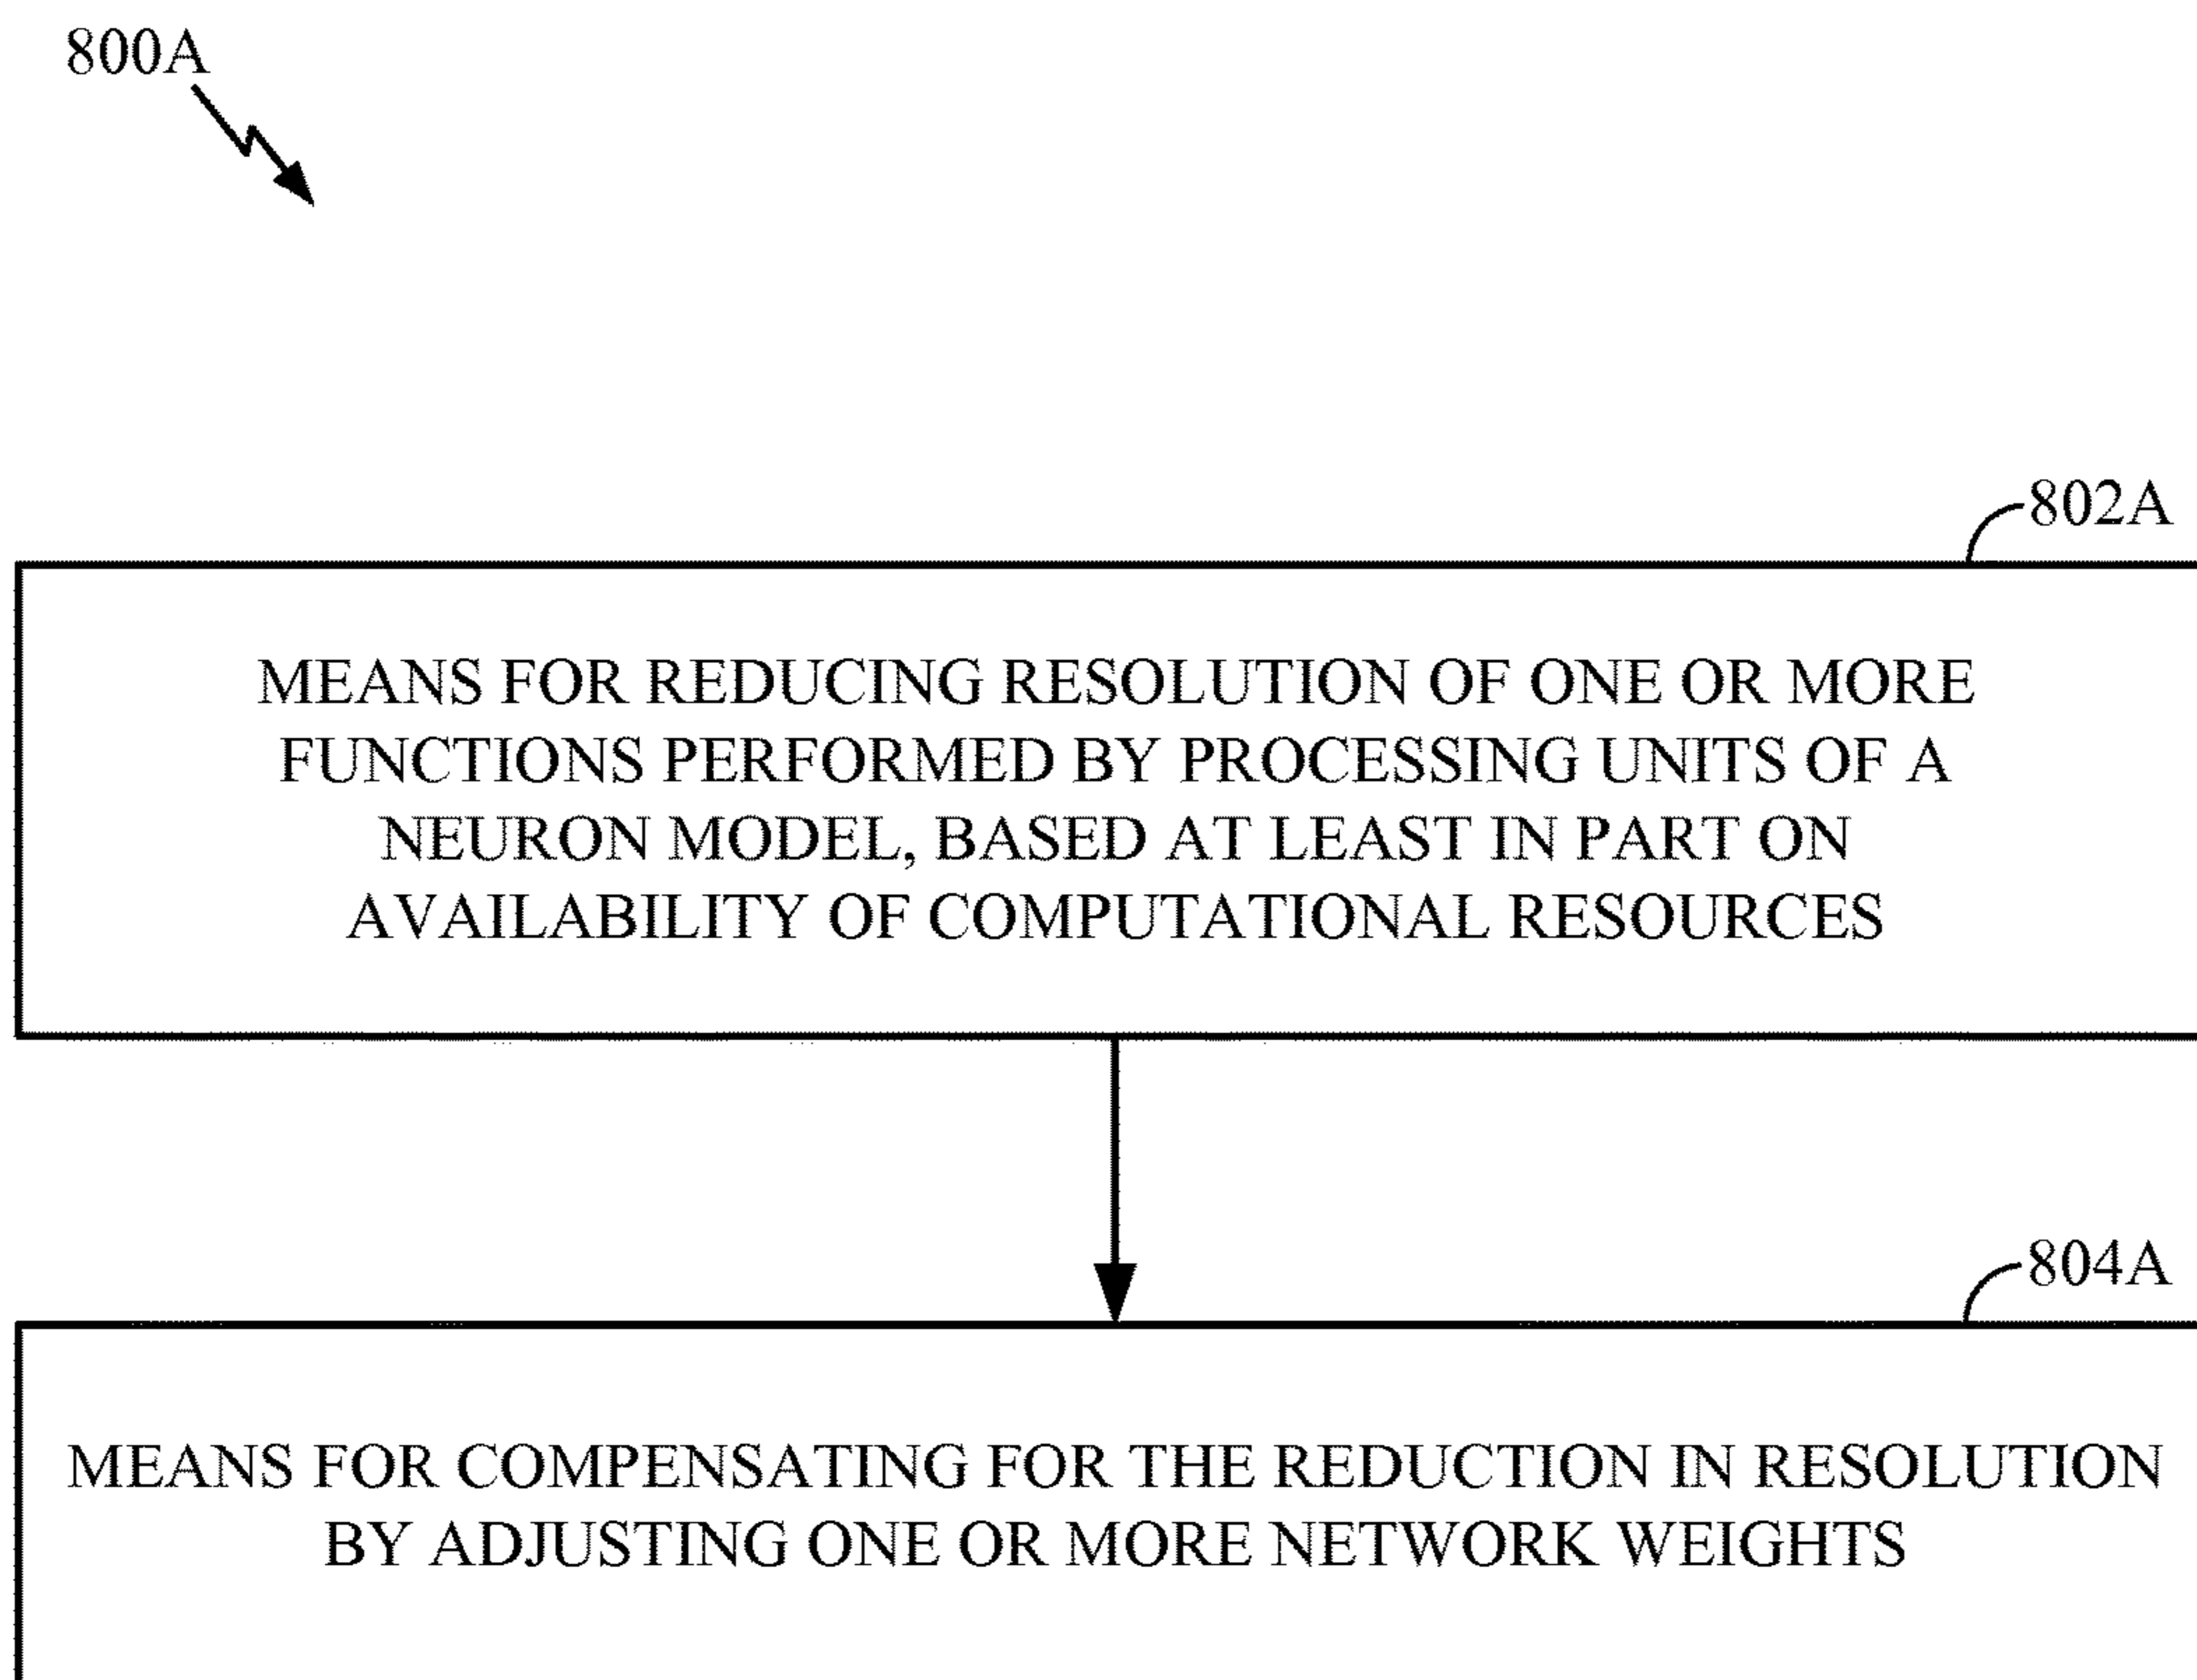 800A
802A
MEANS FOR REDUCING RESOLUTION OF ONE OR MORE
FUNCTIONS PERFORMED BY PROCESSING UNITS OF A
NEURON MODEL, BASED AT LEAST IN PART ON
AVAILABILITY OF COMPUTATIONAL RESOURCES
804A
MEANS FOR COMPENSATING FOR THE REDUCTION IN RESOLUTION
BY ADJUSTING ONE OR MORE NETWORK WEIGHTS